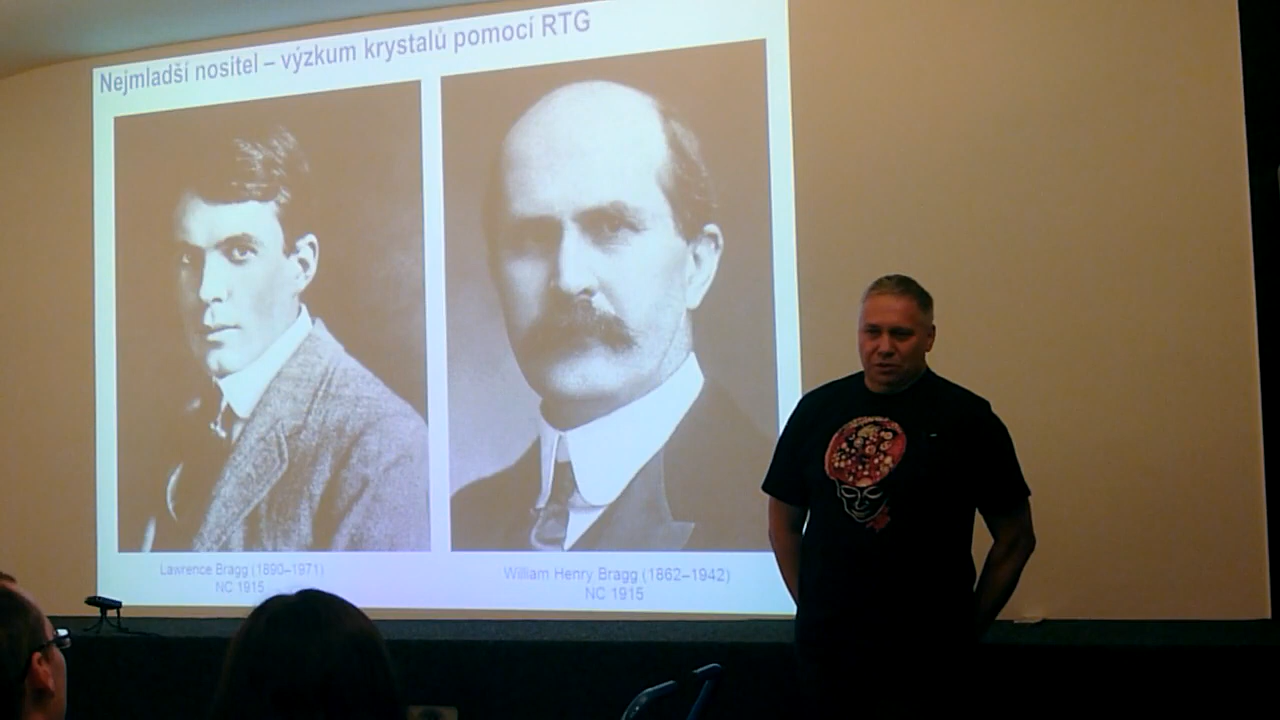 Nejmladší nositel – výzkum krystalů pomocí RTG
Lawrence Bragg (1890–1971)
NC 1915
William Henry Bragg (1862–1942)
NC 1915